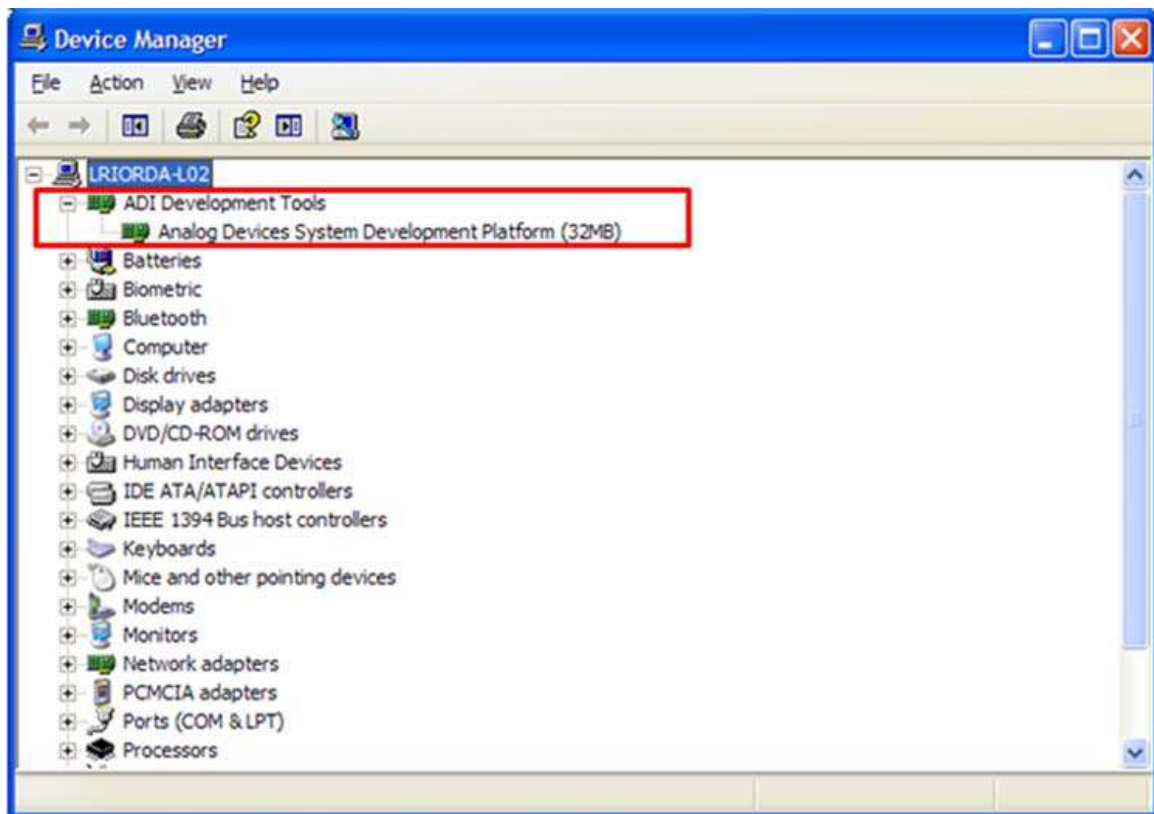 Device Manager
File Action View Help
LRIORDA-L02
ADI Development Tools
Analog Devices System Development Platform (32MB)
Batteries
Biometric
Bluetooth
Computer
Disk drives
Display adapters
DVD/CD-ROM drives
Human Interface Devices
IDE ATA/ATAPI controllers
IEEE 1394 Bus host controllers
Keyboards
Mice and other pointing devices
Modems
Monitors
Network adapters
PCMCIA adapters
Ports (COM & LPT)
Processors